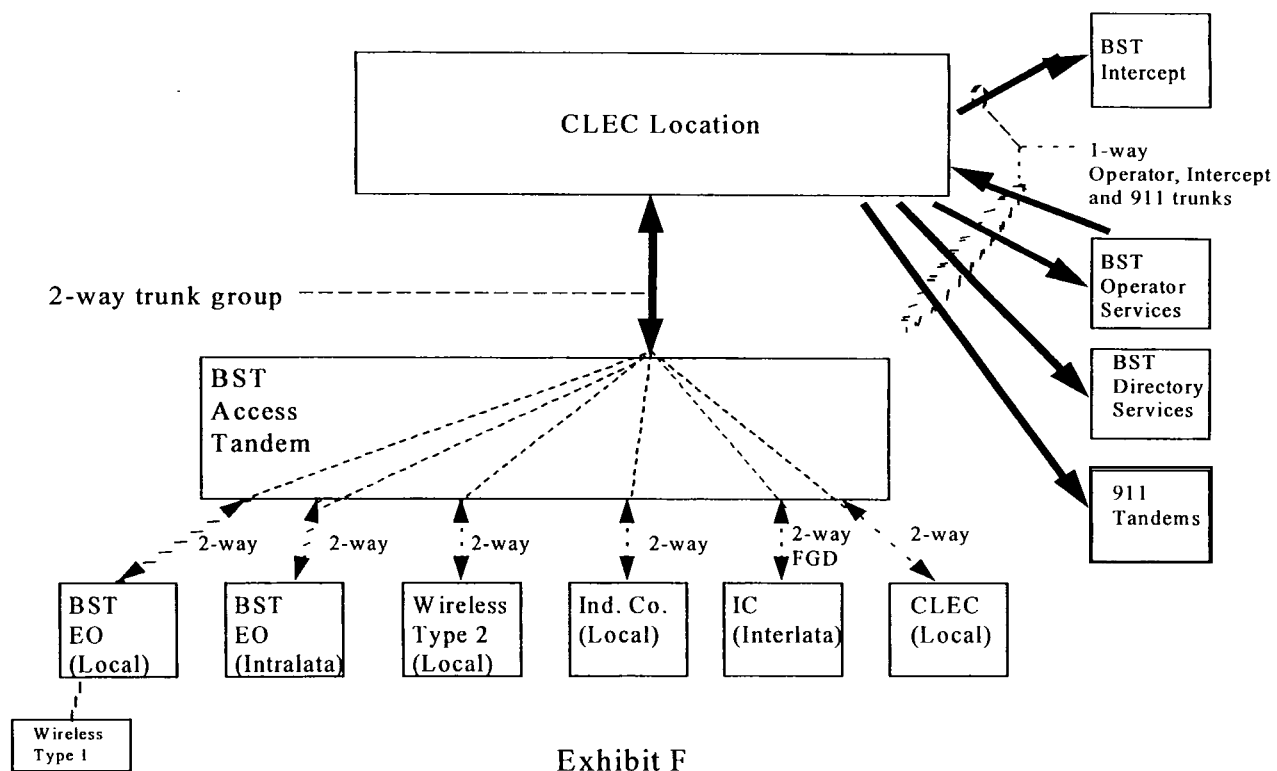 BST
Intercept
CLEC Location
1-way
Operator, Intercept
and 911 trunks
BST
Operator
Services
2-way trunk group
BST
Access
Tandem
BST
Directory
Services
911
Tandems
2-way
2-way
2-way
2-way
2-way
FGD
2-way
BST
EO
(Local)
BST
EO
(Intralata)
Wireless
Type 2
(Local)
Ind. Co.
(Local)
IC
(Interlata)
CLEC
(Local)
Wireless
Type 1
Exhibit F